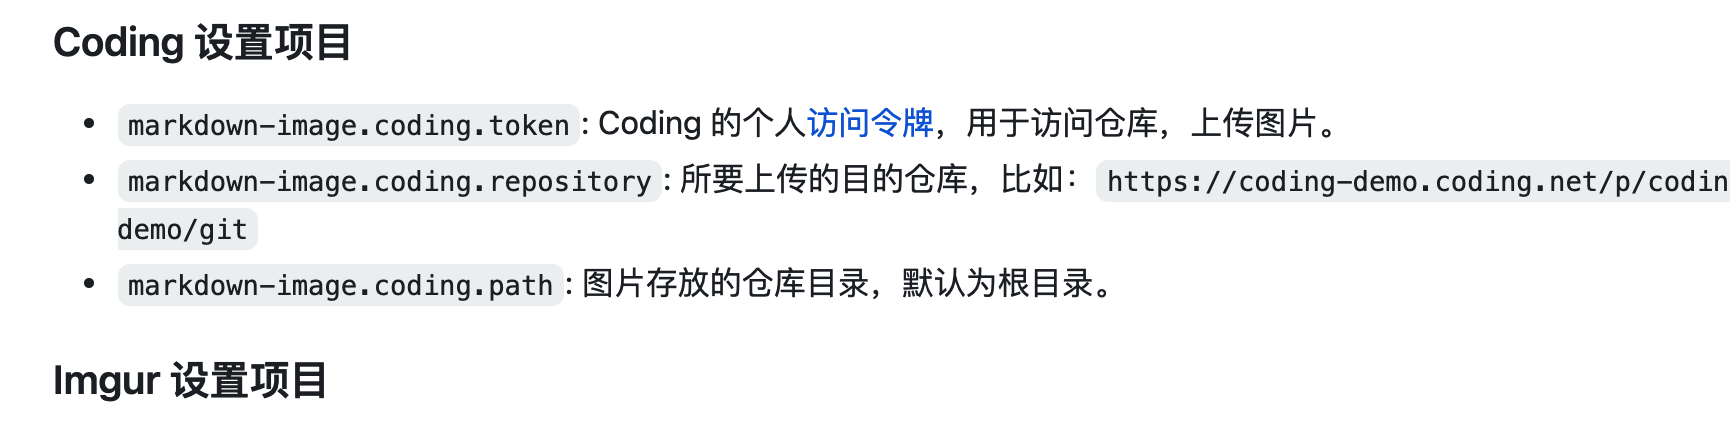 Coding 设置项目
markdown-image.coding.token: Coding 的个人访问令牌，用于访问仓库，上传图片。
markdown-image.coding.repository: 所要上传的目的仓库，比如： https://coding-demo.coding.net/p/codin
demo/git
markdown-image.coding.path: 图片存放的仓库目录，默认为根目录。
Imgur 设置项目